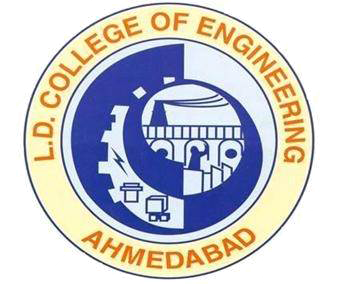 L.D. COLLEGE OF ENGINEERING
AHMEDABAD